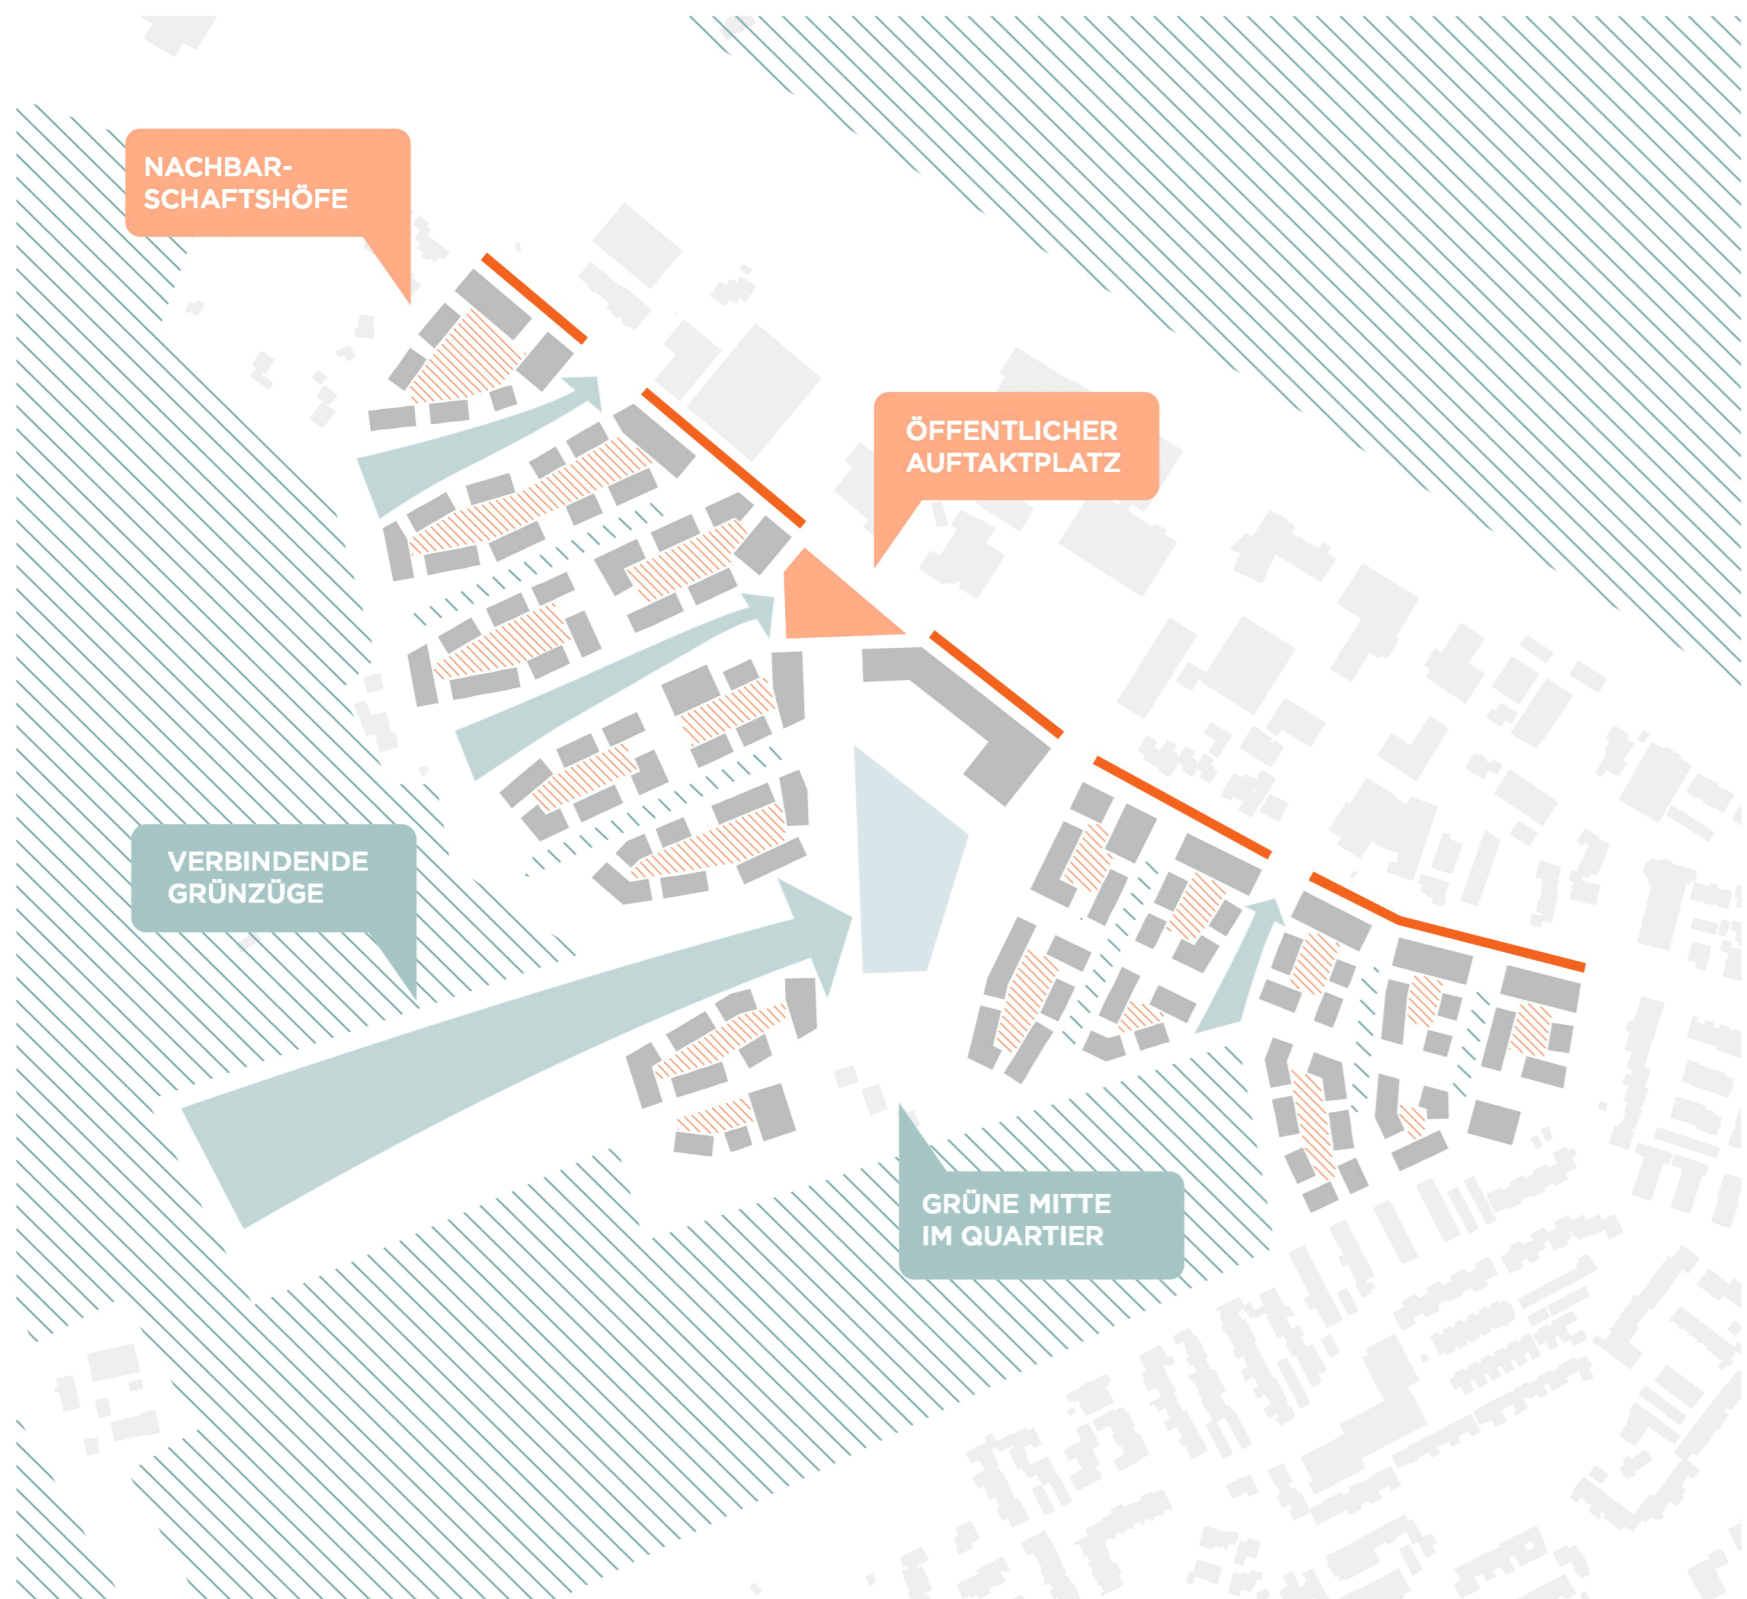 NACHBAR-
SCHAFTSHÖFE
ÖFFENTLICHER
AUFTAKTPLATZ
VERBINDENDE
GRÜNZÜGE
GRÜNE MITTE
IM QUARTIER